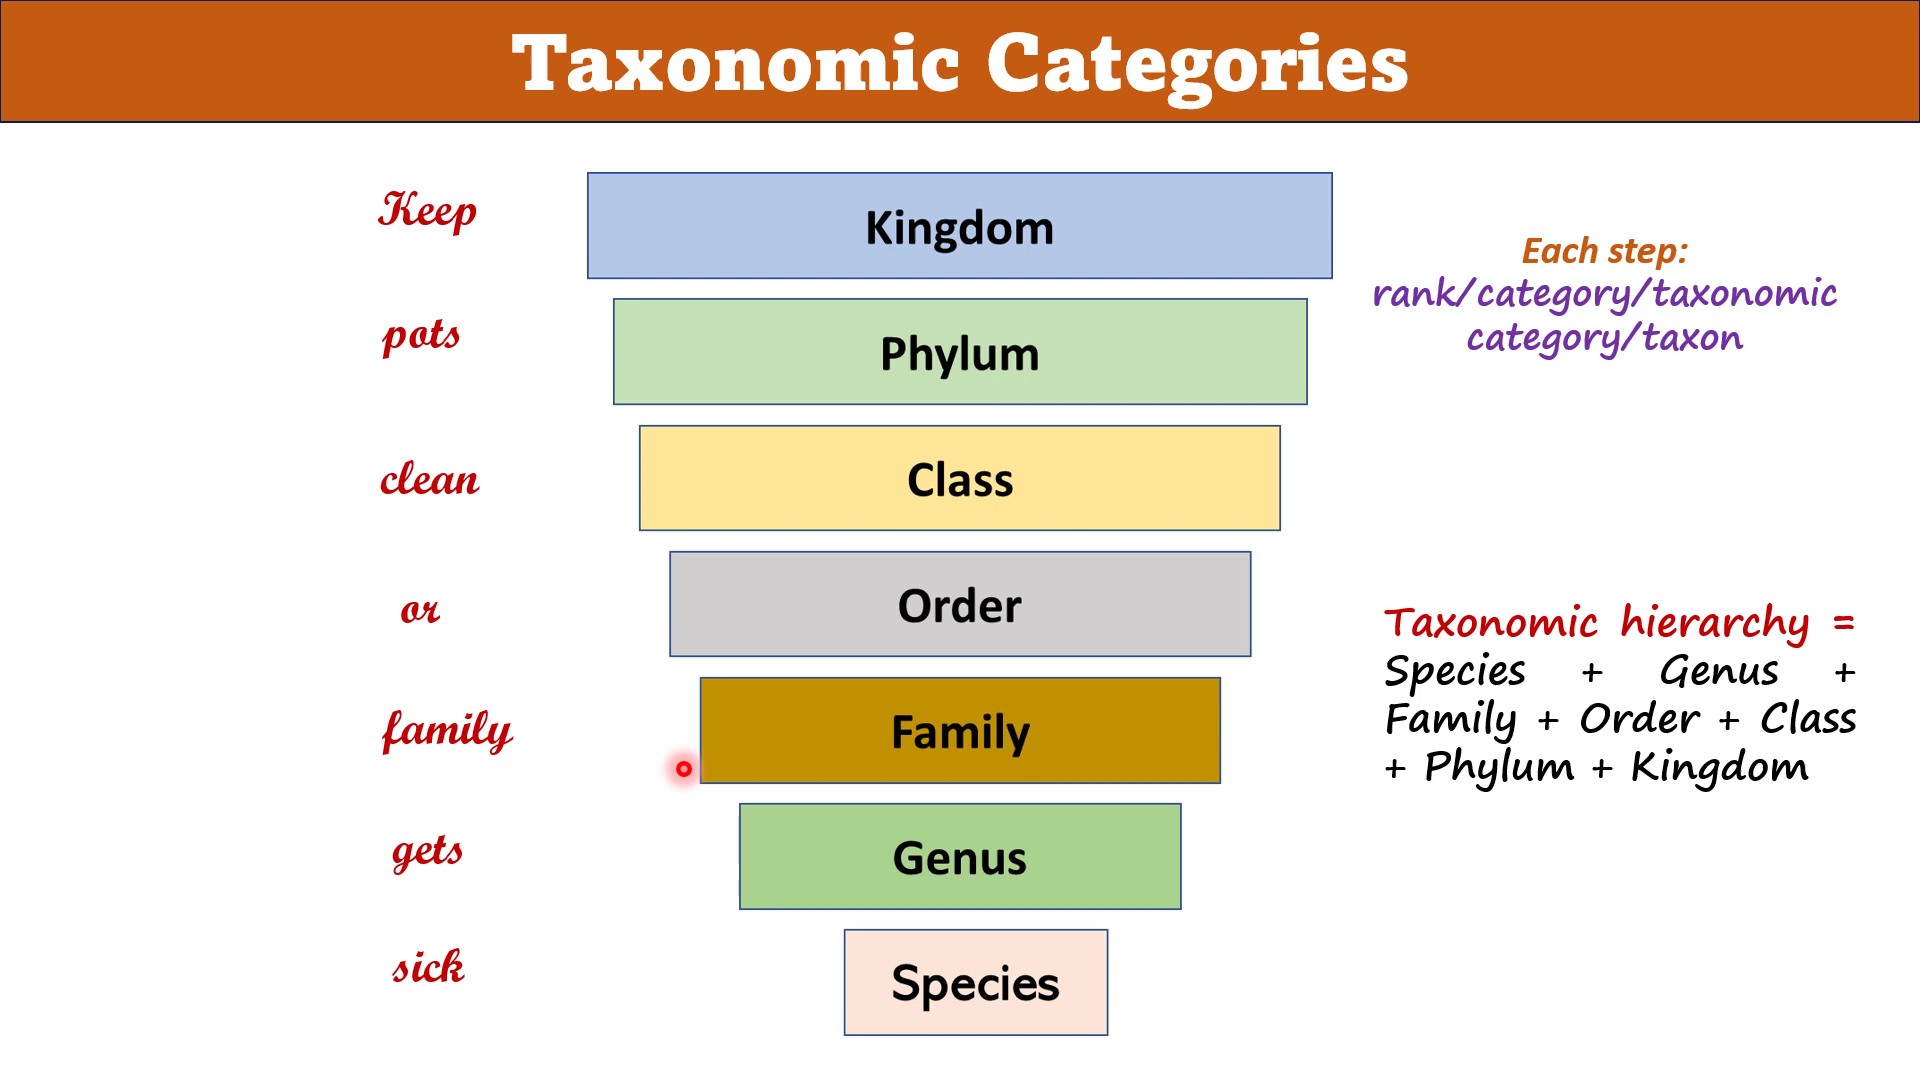 Taxonomic Categories
Keep
Kingdom
pots
Phylum
clean
Class
or
Order
family
Family
gets
Genus
sick
Species
Each step:
rank/category/taxonomic
category/taxon
Taxonomic hierarchy =
Species + Genus +
Family + Order + Class
+ Phylum + Kingdom